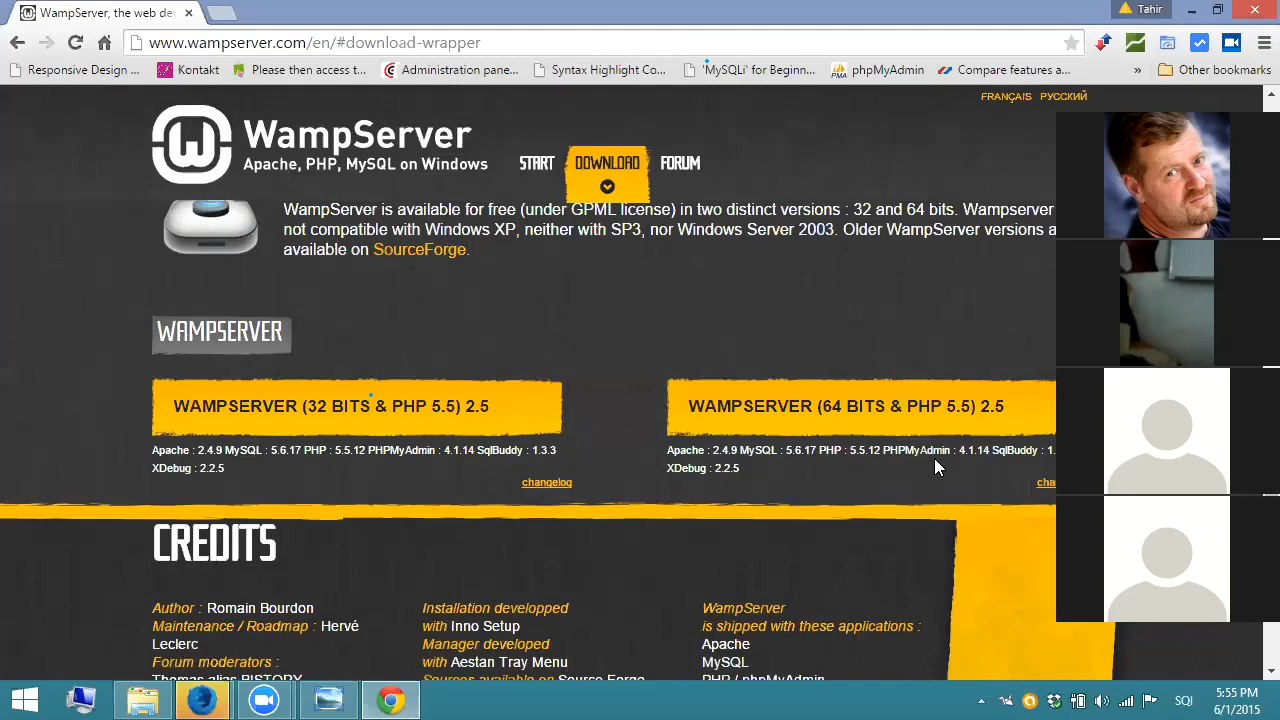 WampServer, the web de
Tahir
www.wampserver.com/en/#download-wrapper
Responsive Design ...
Kontakt
Please then access t...
Administration pane...
Syntax Highlight Co...
'MySQLi' for Beginn...
PMA
phpMyAdmin
Compare features a...
»
Other bookmarks
FRANÇAIS РУССКИЙ
WampServer
Apache, PHP, MySQL on Windows
START
DOWNLOAD
FORUM
WampServer is available for free (under GPML license) in two distinct versions : 32 and 64 bits. Wampserver
not compatible with Windows XP, neither with SP3, nor Windows Server 2003. Older WampServer versions a
available on SourceForge.
WAMPSERVER
WAMPSERVER (32 BITS & PHP 5.5) 2.5
Apache : 2.4.9 MySQL : 5.6.17 PHP : 5.5.12 PHPMyAdmin : 4.1.14 SqlBuddy : 1.3.3
XDebug : 2.2.5
changelog
WAMPSERVER (64 BITS & PHP 5.5) 2.5
Apache : 2.4.9 MySQL : 5.6.17 PHP : 5.5.12 PHPMyAdmin : 4.1.14 SqlBuddy : 1.
XDebug : 2.2.5
cha
CREDITS
Author : Romain Bourdon
Maintenance / Roadmap : Hervé
Leclerc
Forum moderators :
Installation developped
with Inno Setup
Manager developed
with Aestan Tray Menu
Sources available on Source Forge
WampServer
is shipped with these applications :
Apache
MySQL
PHP / phpMyAdmin
SQI
5:55 PM
6/1/2015